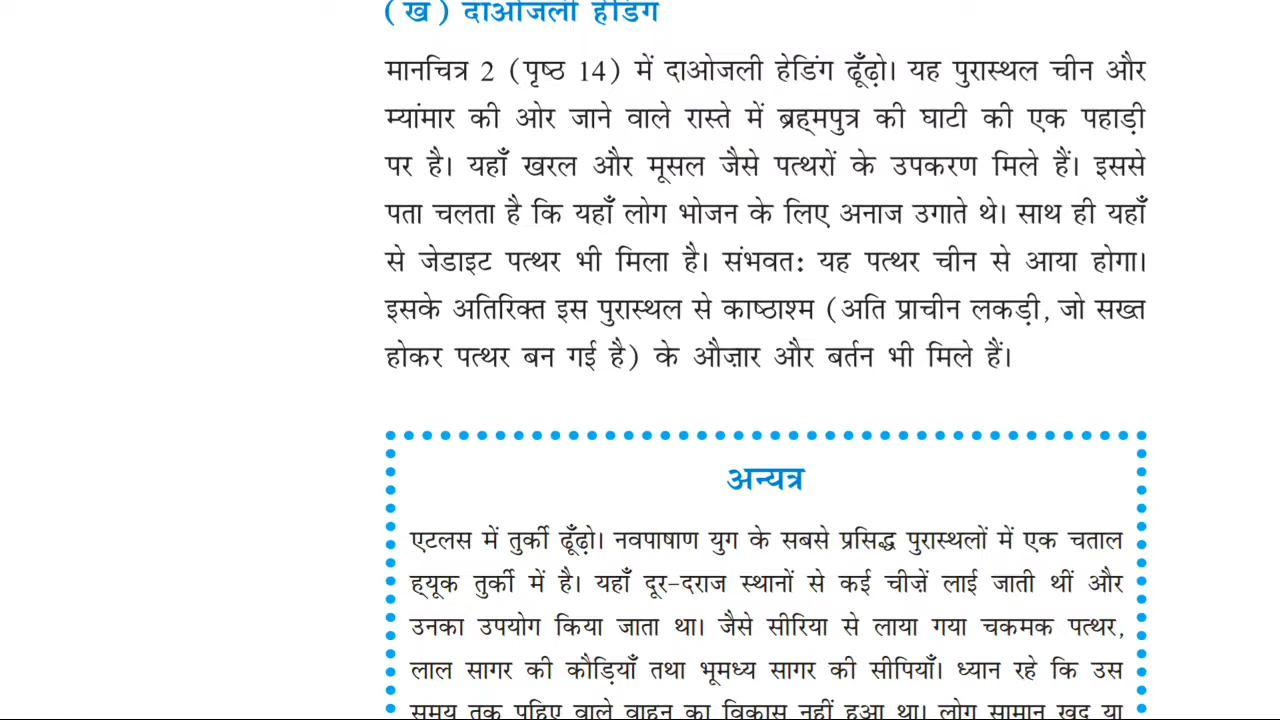 ( ख ) दाओजली हेडिंग
मानचित्र 2 (पृष्ठ 14) में दाओजली हेडिंग ढूँढ़ो। यह पुरास्थल चीन और
म्यांमार की ओर जाने वाले रास्ते में ब्रह्मपुत्र की घाटी की एक पहाड़ी
पर है। यहाँ खरल और मूसल जैसे पत्थरों के उपकरण मिले हैं। इससे
पता चलता है कि यहाँ लोग भोजन के लिए अनाज उगाते थे। साथ ही यहाँ
से जेडाइट पत्थर भी मिला है। संभवतः यह पत्थर चीन से आया होगा।
इसके अतिरिक्त इस पुरास्थल से काष्ठाश्म (अति प्राचीन लकड़ी, जो सख्त
होकर पत्थर बन गई है) के औज़ार और बर्तन भी मिले हैं।
अन्यत्र
एटलस में तुर्की ढूँढ़ो। नवपाषाण युग के सबसे प्रसिद्ध पुरास्थलों में एक चताल
ह्यूक तुर्की में है। यहाँ दूर-दराज स्थानों से कई चीज़ें लाई जाती थीं और
उनका उपयोग किया जाता था। जैसे सीरिया से लाया गया चकमक पत्थर,
लाल सागर की कौड़ियाँ तथा भूमध्य सागर की सीपियाँ। ध्यान रहे कि उस
समय तक पहिए वाले वाहन का विकास नहीं हुआ था। लोग सामान खुद या